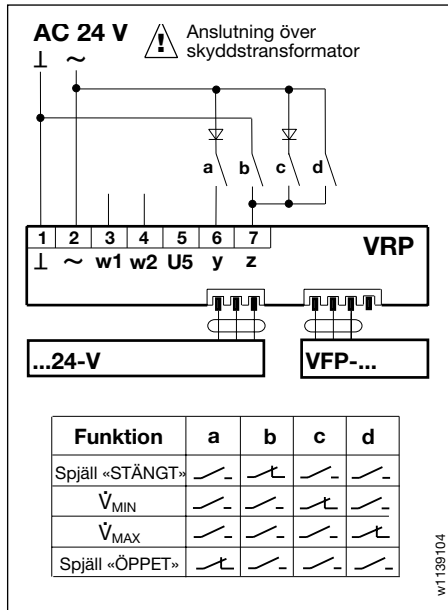 AC 24 V
Anslutning över
skyddstransformator
⊥ ~
!
a b c d
1 2 3 4 5 6 7
VRP
⊥ ~ w1 w2 U5 y z
...24-V
VFP-...
Funktion a b c d
Spjäll «STÄNGT»
V̇MIN
V̇MAX
Spjäll «ÖPPET»
w1139104